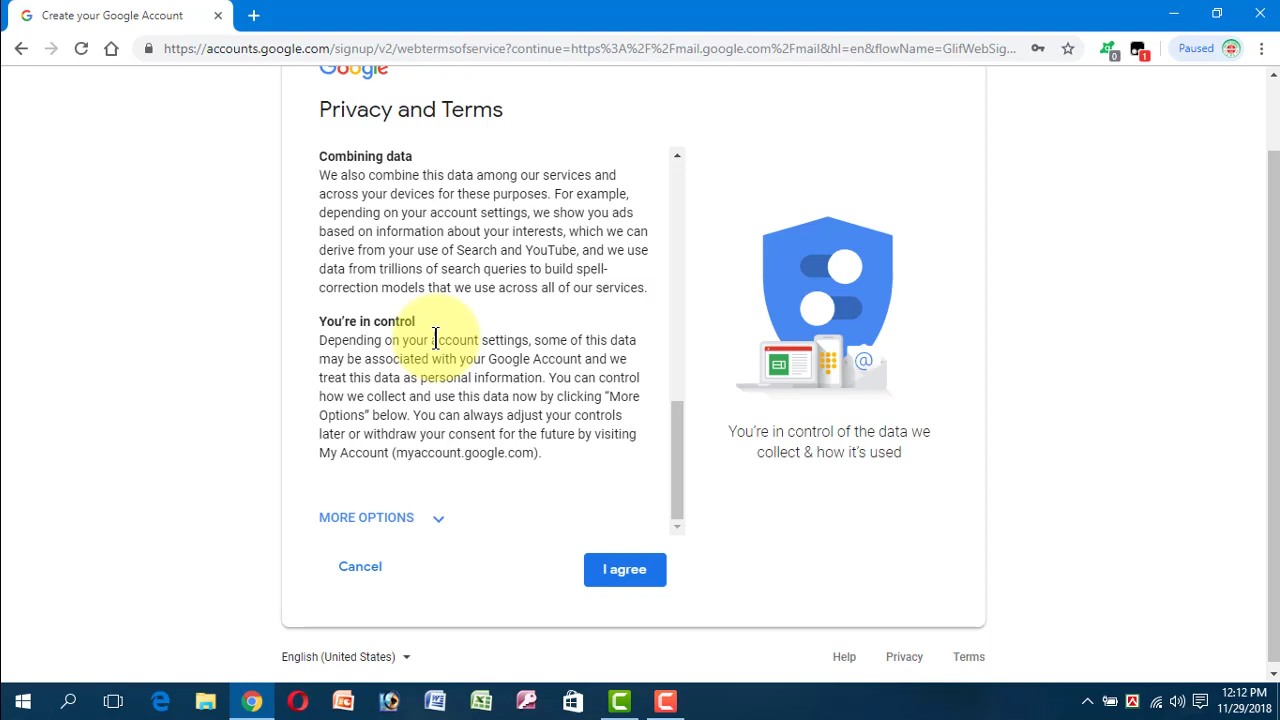 Create your Google Account
https://accounts.google.com/signup/v2/webtermsofservice?continue=https%3A%2F%2Fmail.google.com%2Fmail&hl=en&flowName=GlifWebSig...
0
1
Paused
Google
Privacy and Terms
Combining data
We also combine this data among our services and
across your devices for these purposes. For example,
depending on your account settings, we show you ads
based on information about your interests, which we can
derive from your use of Search and YouTube, and we use
data from trillions of search queries to build spell-
correction models that we use across all of our services.
You're in control
Depending on your account settings, some of this data
may be associated with your Google Account and we
treat this data as personal information. You can control
how we collect and use this data now by clicking “More
Options” below. You can always adjust your controls
later or withdraw your consent for the future by visiting
My Account (myaccount.google.com).
@
You're in control of the data we
collect & how it's used
MORE OPTIONS
Cancel
I agree
English (United States)
Help
Privacy
Terms
12:12 PM
11/29/2018